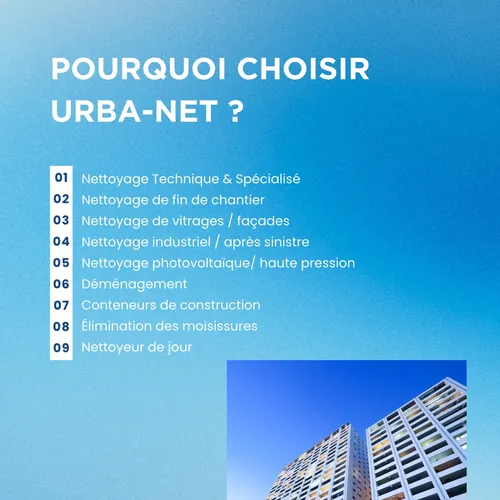 POURQUOI CHOISIR
URBA-NET ?
01 Nettoyage Technique & Spécialisé
02 Nettoyage de fin de chantier
03 Nettoyage de vitrages / façades
04 Nettoyage industriel / après sinistre
05 Nettoyage photovoltaïque/ haute pression
06 Déménagement
07 Conteneurs de construction
08 Élimination des moisissures
09 Nettoyeur de jour